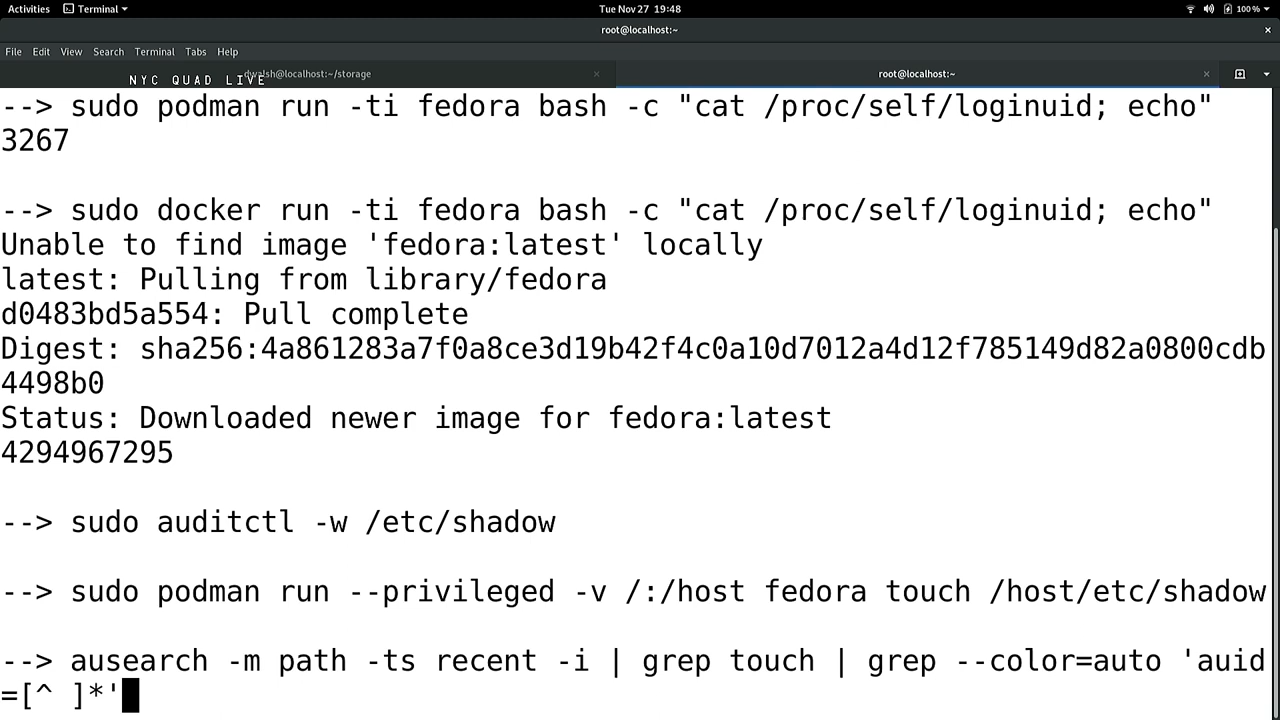 Activities Terminal Tue Nov 27 19:48 100%
root@localhost:~
File Edit View Search Terminal Tabs Help
NYC QUAD LIVE
dwalsh@localhost:~/storage root@localhost:~
--> sudo podman run -ti fedora bash -c "cat /proc/self/loginuid; echo"
3267
--> sudo docker run -ti fedora bash -c "cat /proc/self/loginuid; echo"
Unable to find image 'fedora:latest' locally
latest: Pulling from library/fedora
d0483bd5a554: Pull complete
Digest: sha256:4a861283a7f0a8ce3d19b42f4c0a10d7012a4d12f785149d82a0800cdb
4498b0
Status: Downloaded newer image for fedora:latest
4294967295
--> sudo auditctl -w /etc/shadow
--> sudo podman run --privileged -v /:/host fedora touch /host/etc/shadow
--> ausearch -m path -ts recent -i | grep touch | grep --color=auto 'auid
=[^ ]*'